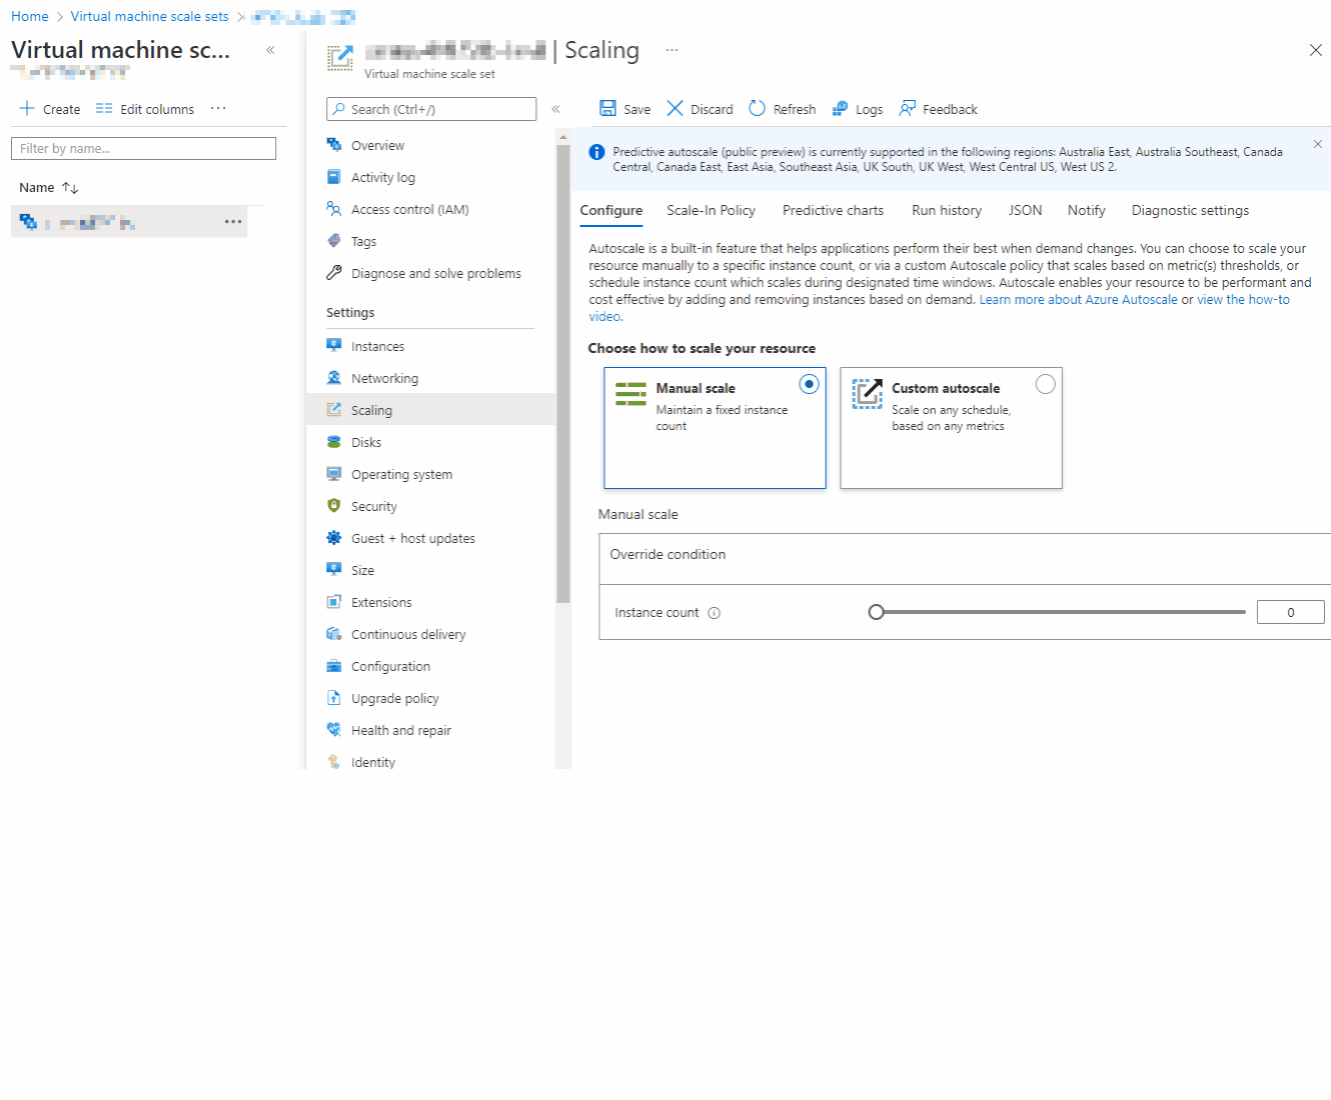 Home > Virtual machine scale sets >
Virtual machine sc...
+ Create Edit columns ...
Filter by name...
Name ↑↓
| Scaling ...
Virtual machine scale set
Search (Ctrl+/)
Overview
Activity log
Access control (IAM)
Tags
Diagnose and solve problems
Settings
Instances
Networking
Scaling
Disks
Operating system
Security
Guest + host updates
Size
Extensions
Continuous delivery
Configuration
Upgrade policy
Health and repair
Identity
Save Discard Refresh Logs Feedback
Predictive autoscale (public preview) is currently supported in the following regions: Australia East, Australia Southeast, Canada
Central, Canada East, East Asia, Southeast Asia, UK South, UK West, West Central US, West US 2.
Configure Scale-In Policy Predictive charts Run history JSON Notify Diagnostic settings
Autoscale is a built-in feature that helps applications perform their best when demand changes. You can choose to scale your
resource manually to a specific instance count, or via a custom Autoscale policy that scales based on metric(s) thresholds, or
schedule instance count which scales during designated time windows. Autoscale enables your resource to be performant and
cost effective by adding and removing instances based on demand. Learn more about Azure Autoscale or view the how-to
video.
Choose how to scale your resource
Manual scale
Maintain a fixed instance
count
Custom autoscale
Scale on any schedule,
based on any metrics
Manual scale
Override condition
Instance count 0